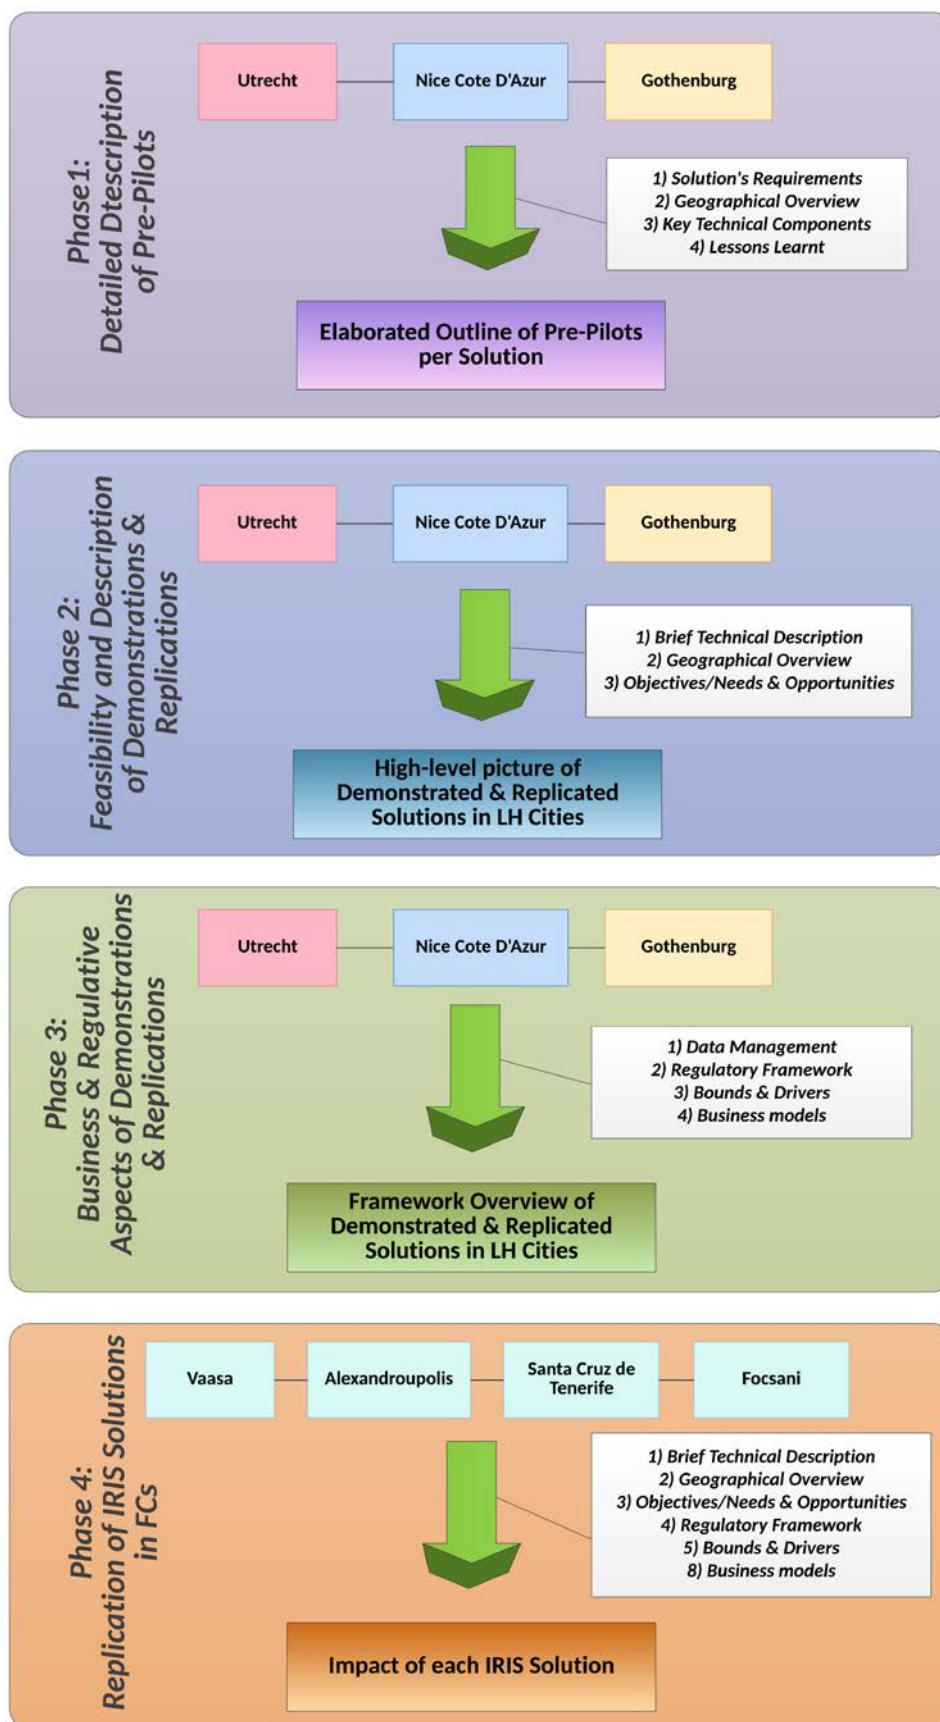 Phase1:
Detailed Dtescription
of Pre-Pilots
Utrecht
Nice Cote D'Azur
Gothenburg
1) Solution's Requirements
2) Geographical Overview
3) Key Technical Components
4) Lessons Learnt
Elaborated Outline of Pre-Pilots
per Solution
Phase 2:
Feasibility and Description
of Demonstrations &
Replications
Utrecht
Nice Cote D'Azur
Gothenburg
1) Brief Technical Description
2) Geographical Overview
3) Objectives/Needs & Opportunities
High-level picture of
Demonstrated & Replicated
Solutions in LH Cities
Phase 3:
Business & Regulative
Aspects of Demonstrations
& Replications
Utrecht
Nice Cote D'Azur
Gothenburg
1) Data Management
2) Regulatory Framework
3) Bounds & Drivers
4) Business models
Framework Overview of
Demonstrated & Replicated
Solutions in LH Cities
Phase 4:
Replication of IRIS Solutions
in FCs
Vaasa
Alexandroupolis
Santa Cruz de
Tenerife
Focsani
1) Brief Technical Description
2) Geographical Overview
3) Objectives/Needs & Opportunities
4) Regulatory Framework
5) Bounds & Drivers
8) Business models
Impact of each IRIS Solution